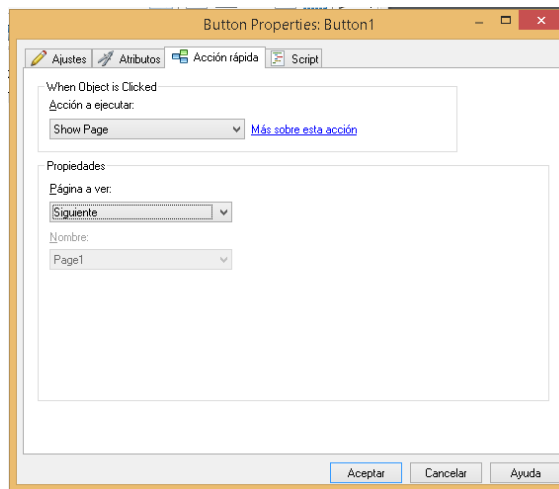 Button Properties: Button1
Ajustes Atributos Acción rápida Script
When Object is Clicked
Acción a ejecutar:
Show Page Más sobre esta acción
Propiedades
Página a ver:
Siguiente
Nombre:
Page1
Aceptar Cancelar Ayuda